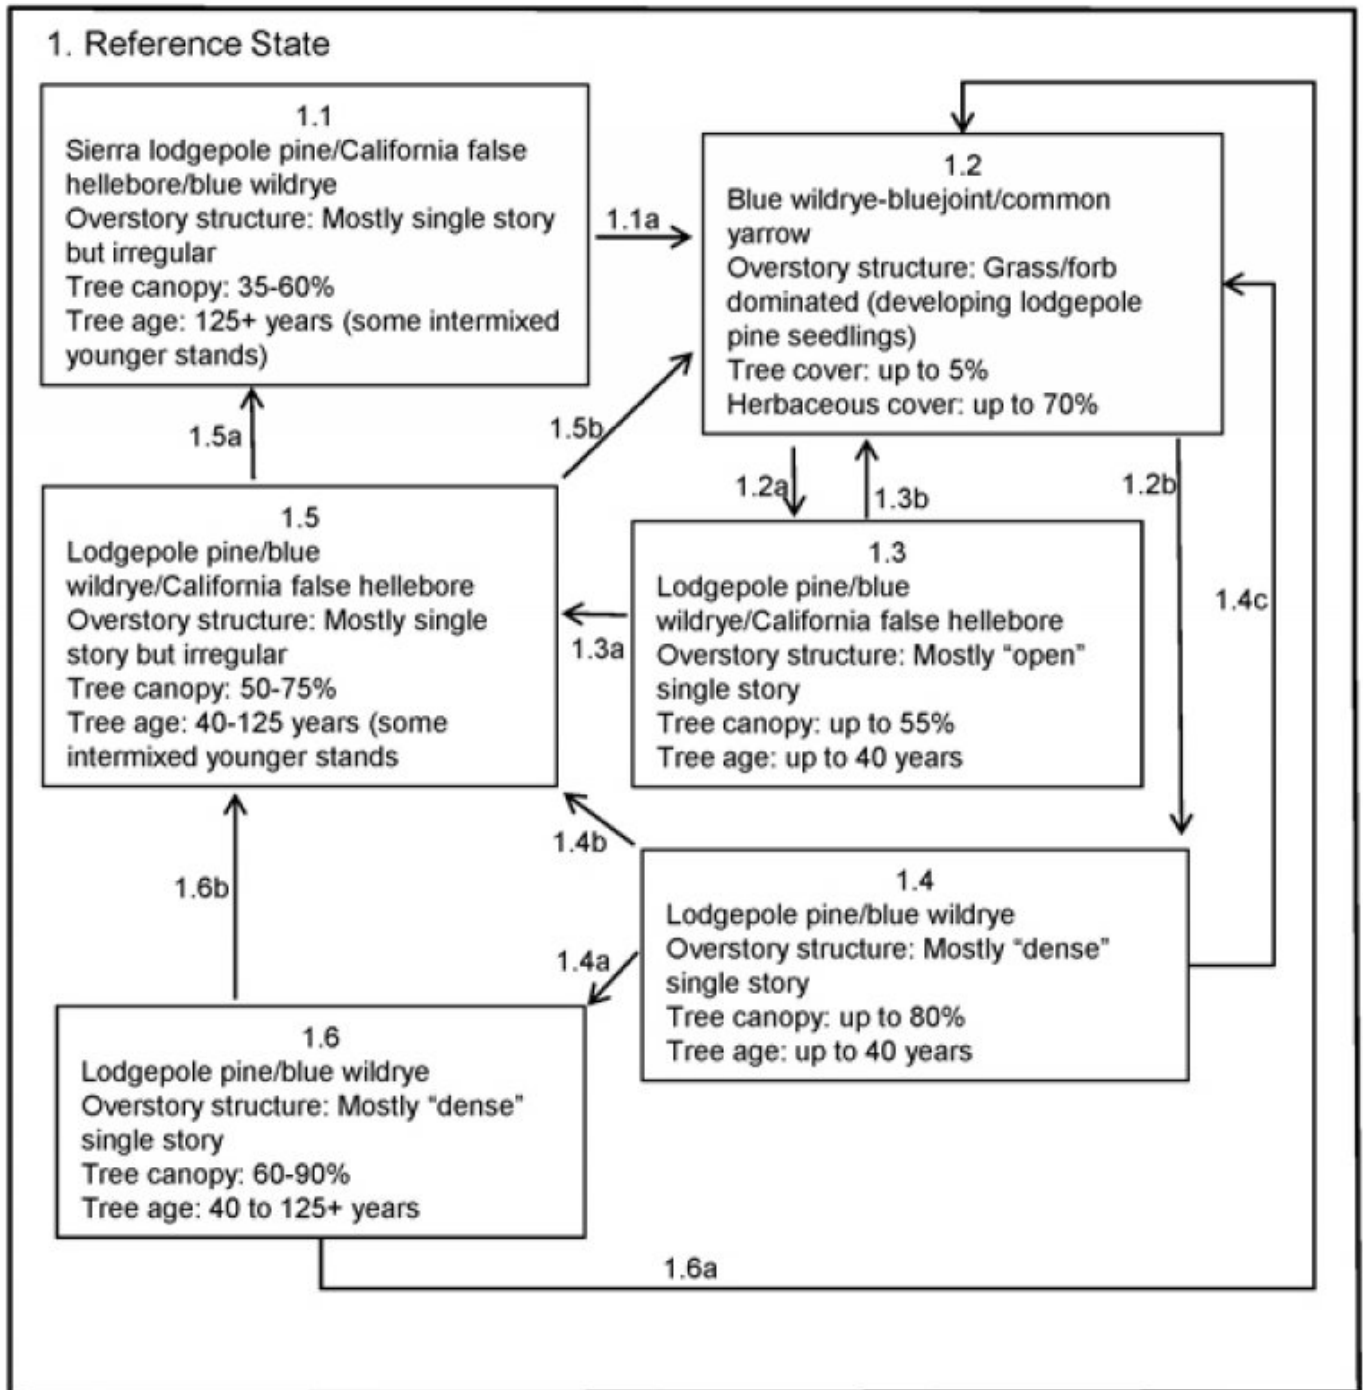 1. Reference State
1.1
Sierra lodgepole pine/California false
hellebore/blue wildrye
Overstory structure: Mostly single story
but irregular
Tree canopy: 35-60%
Tree age: 125+ years (some intermixed
younger stands)
1.1a
1.2
Blue wildrye-bluejoint/common
yarrow
Overstory structure: Grass/forb
dominated (developing lodgepole
pine seedlings)
Tree cover: up to 5%
Herbaceous cover: up to 70%
1.5a
1.5b
1.2a
1.3b
1.2b
1.5
Lodgepole pine/blue
wildrye/California false hellebore
Overstory structure: Mostly single
story but irregular
Tree canopy: 50-75%
Tree age: 40-125 years (some
intermixed younger stands
1.3a
1.3
Lodgepole pine/blue
wildrye/California false hellebore
Overstory structure: Mostly “open”
single story
Tree canopy: up to 55%
Tree age: up to 40 years
1.4c
1.4b
1.6b
1.4a
1.4
Lodgepole pine/blue wildrye
Overstory structure: Mostly “dense”
single story
Tree canopy: up to 80%
Tree age: up to 40 years
1.6
Lodgepole pine/blue wildrye
Overstory structure: Mostly “dense”
single story
Tree canopy: 60-90%
Tree age: 40 to 125+ years
1.6a